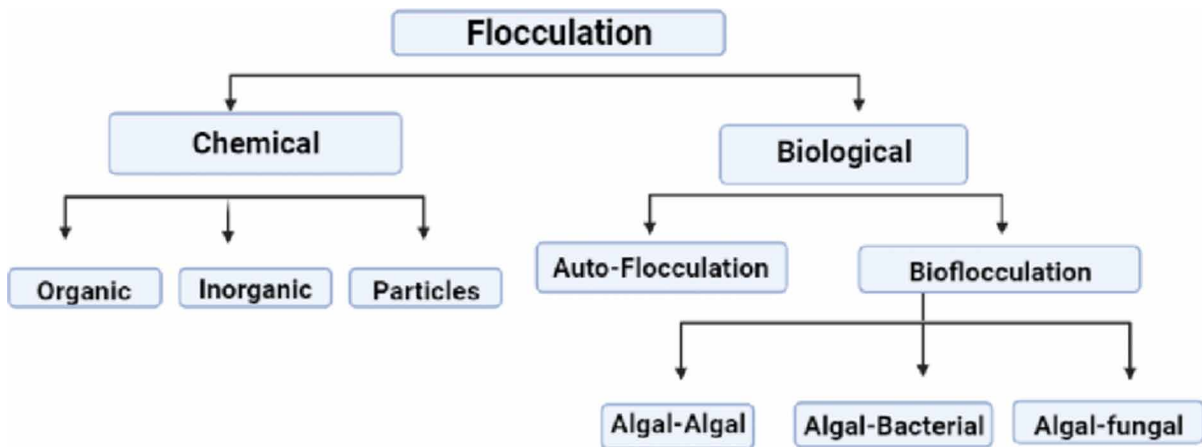 Flocculation
Chemical
Biological
Organic
Inorganic
Particles
Auto-Flocculation
Bioflocculation
Algal-Algal
Algal-Bacterial
Algal-fungal